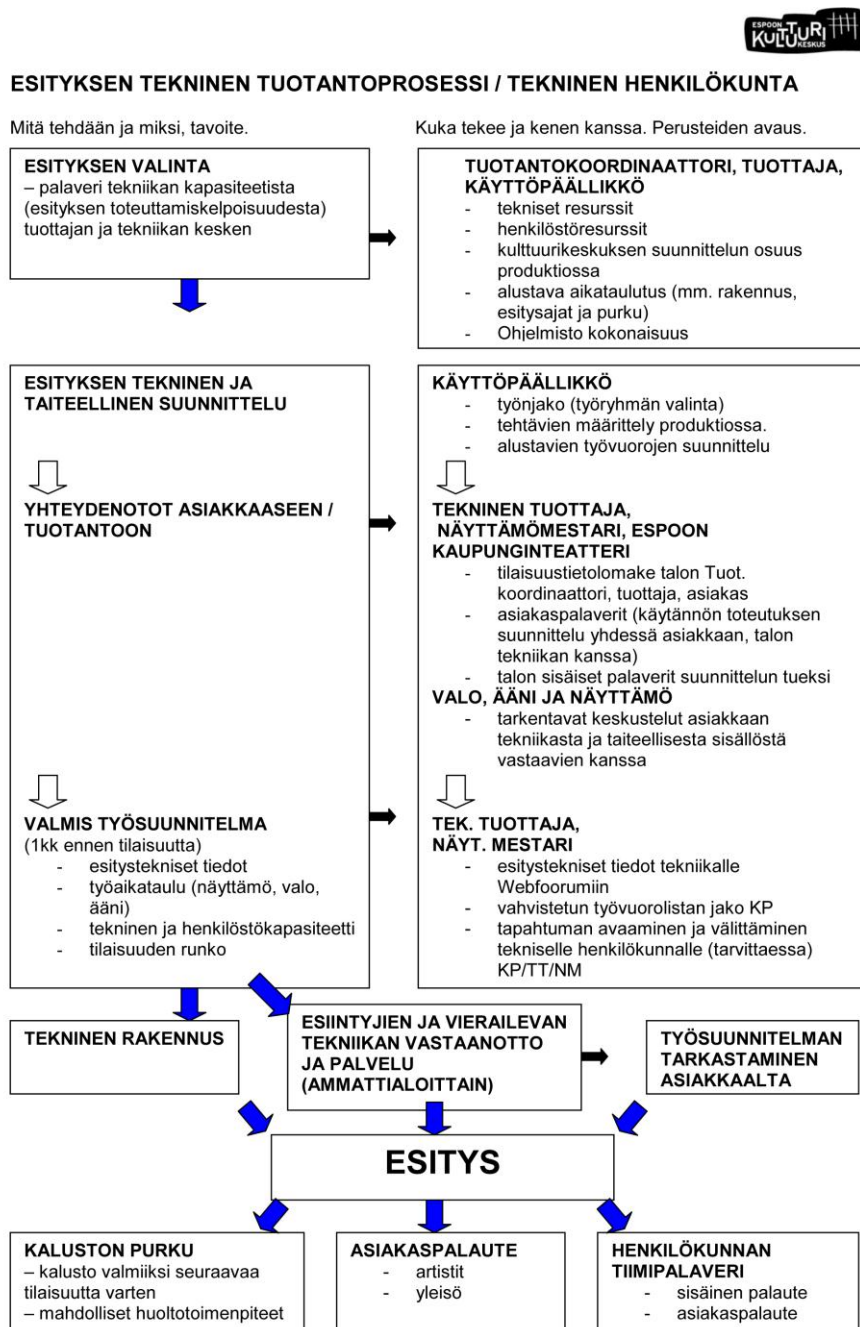 ESPOON
KULTTUURI
KESKUS
ESITYKSEN TEKNINEN TUOTANTOPROSESSI / TEKNINEN HENKILÖKUNTA
Mitä tehdään ja miksi, tavoite.
Kuka tekee ja kenen kanssa. Perusteiden avaus.
ESITYKSEN VALINTA
– palaveri tekniikan kapasiteetista
(esityksen toteuttamiskelpoisuudesta)
tuottajan ja tekniikan kesken
TUOTANTOKOORDINAATTORI, TUOTTAJA,
KÄYTTÖPÄÄLLIKKÖ
- tekniset resurssit
- henkilöstöresurssit
- kulttuurikeskuksen suunnittelun osuus
produktiossa
- alustava aikataulutus (mm. rakennus,
esitysajat ja purku)
- Ohjelmisto kokonaisuus
ESITYKSEN TEKNINEN JA
TAITEELLINEN SUUNNITTELU
KÄYTTÖPÄÄLLIKKÖ
- työnjako (työryhmän valinta)
- tehtävien määrittely produktiossa.
- alustavien työvuorojen suunnittelu
YHTEYDENOTOT ASIAKKAASEEN /
TUOTANTOON
TEKNINEN TUOTTAJA,
NÄYTTÄMÖMESTARI, ESPOON
KAUPUNGINTEATTERI
- tilaisuustietolomake talon Tuot.
koordinaattori, tuottaja, asiakas
- asiakaspalaverit (käytännön toteutuksen
suunnittelu yhdessä asiakkaan, talon
tekniikan kanssa)
- talon sisäiset palaverit suunnittelun tueksi
VALO, ÄÄNI JA NÄYTTÄMÖ
- tarkentavat keskustelut asiakkaan
tekniikasta ja taiteellisesta sisällöstä
vastaavien kanssa
VALMIS TYÖSUUNNITELMA
(1kk ennen tilaisuutta)
- esitystekniset tiedot
- työaikataulu (näyttämö, valo,
ääni)
- tekninen ja henkilöstökapasiteetti
- tilaisuuden runko
TEK. TUOTTAJA,
NÄYT. MESTARI
- esitystekniset tiedot tekniikalle
Webfoorumiin
- vahvistetun työvuorolistan jako KP
- tapahtuman avaaminen ja välittäminen
tekniselle henkilökunnalle (tarvittaessa)
KP/TT/NM
TEKNINEN RAKENNUS
ESIINTYJIEN JA VIERAILEVAN
TEKNIIKAN VASTAANOTTO
JA PALVELU
(AMMATTIALOITTAIN)
TYÖSUUNNITELMAN
TARKASTAMINEN
ASIAKKAALTA
ESITYS
KALUSTON PURKU
– kalusto valmiiksi seuraavaa
tilaisuutta varten
– mahdolliset huoltotoimenpiteet
ASIAKASPALAUTE
- artistit
- yleisö
HENKILÖKUNNAN
TIIMIPALAVERI
- sisäinen palaute
- asiakaspalaute